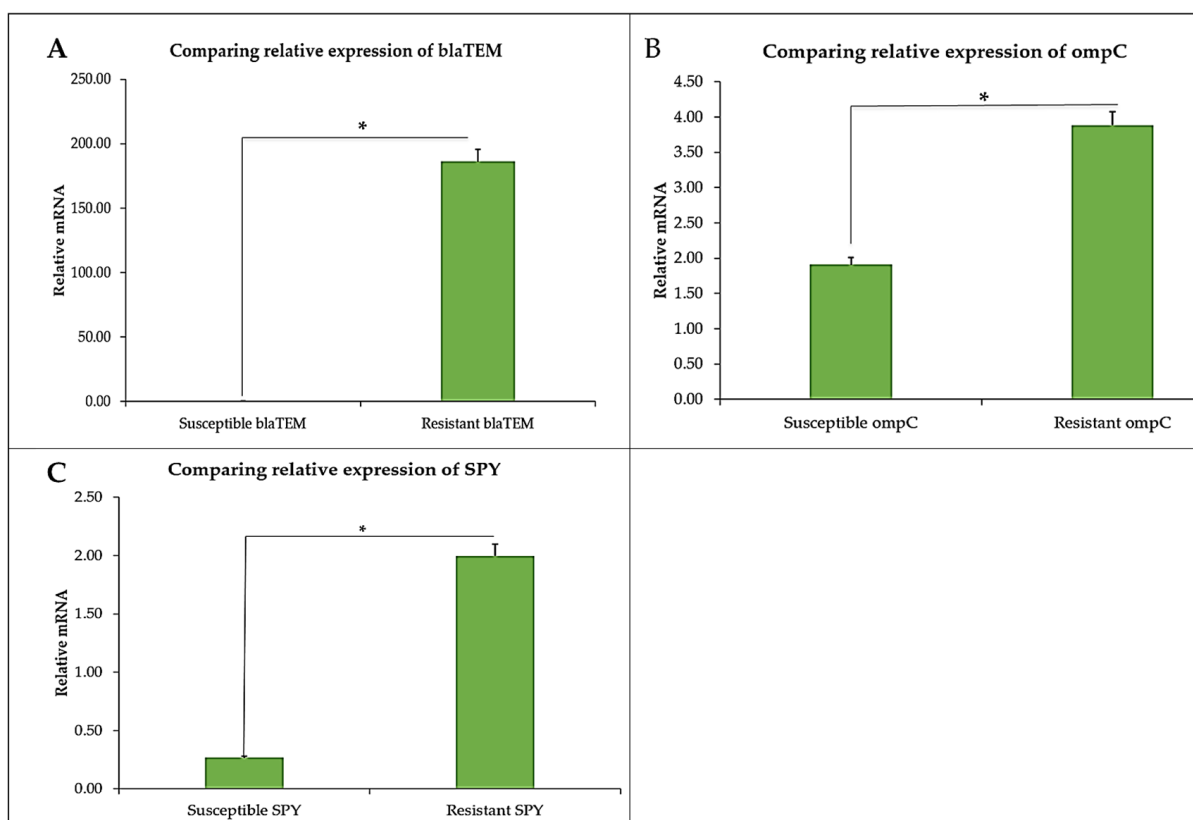 A
Comparing relative expression of blaTEM
250.00
200.00
150.00
100.00
50.00
0.00
Relative mRNA
*
Susceptible blaTEM
Resistant blaTEM
B
Comparing relative expression of ompC
4.50
4.00
3.50
3.00
2.50
2.00
1.50
1.00
0.50
0.00
Relative mRNA
*
Susceptible ompC
Resistant ompC
C
Comparing relative expression of SPY
2.50
2.00
1.50
1.00
0.50
0.00
Relative mRNA
*
Susceptible SPY
Resistant SPY